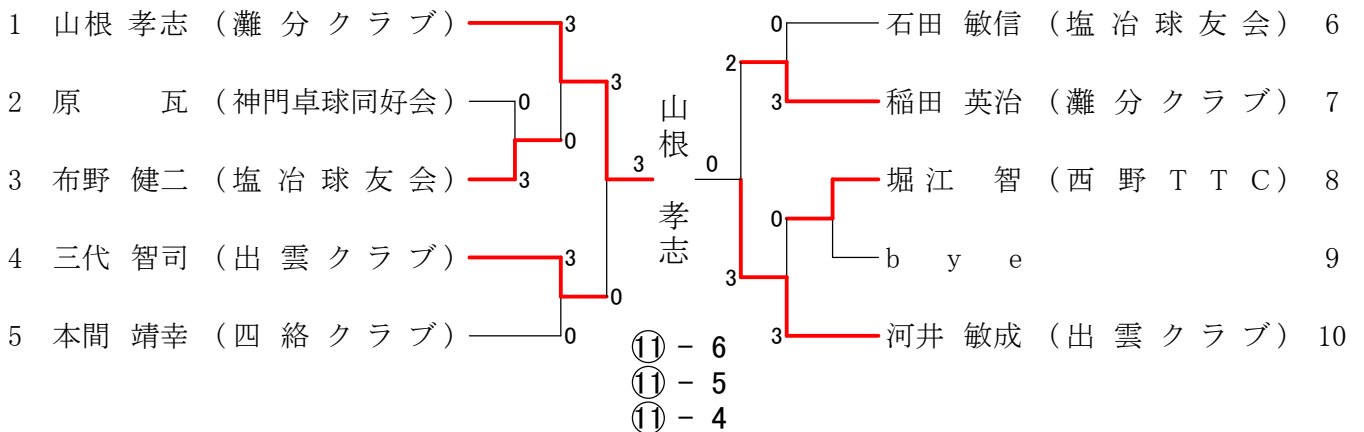 1 山根 孝志 (灘 分 ク ラ ブ) 3
2 原 瓦 (神門卓球同好会) 0
3 布野 健二 (塩 冶 球 友 会) 3
3
0
4 三代 智司 (出 雲 ク ラ ブ) 3
5 本間 靖幸 (四 絡 ク ラ ブ) 0
0
3
山根 孝志
0
0 石田 敏信 (塩 冶 球 友 会) 6
3 稲田 英治 (灘 分 ク ラ ブ) 7
2
堀江 智 (西 野 T T C) 8
b y e 9
0
3
3 河井 敏成 (出 雲 ク ラ ブ) 10
⑪ - 6
⑪ - 5
⑪ - 4